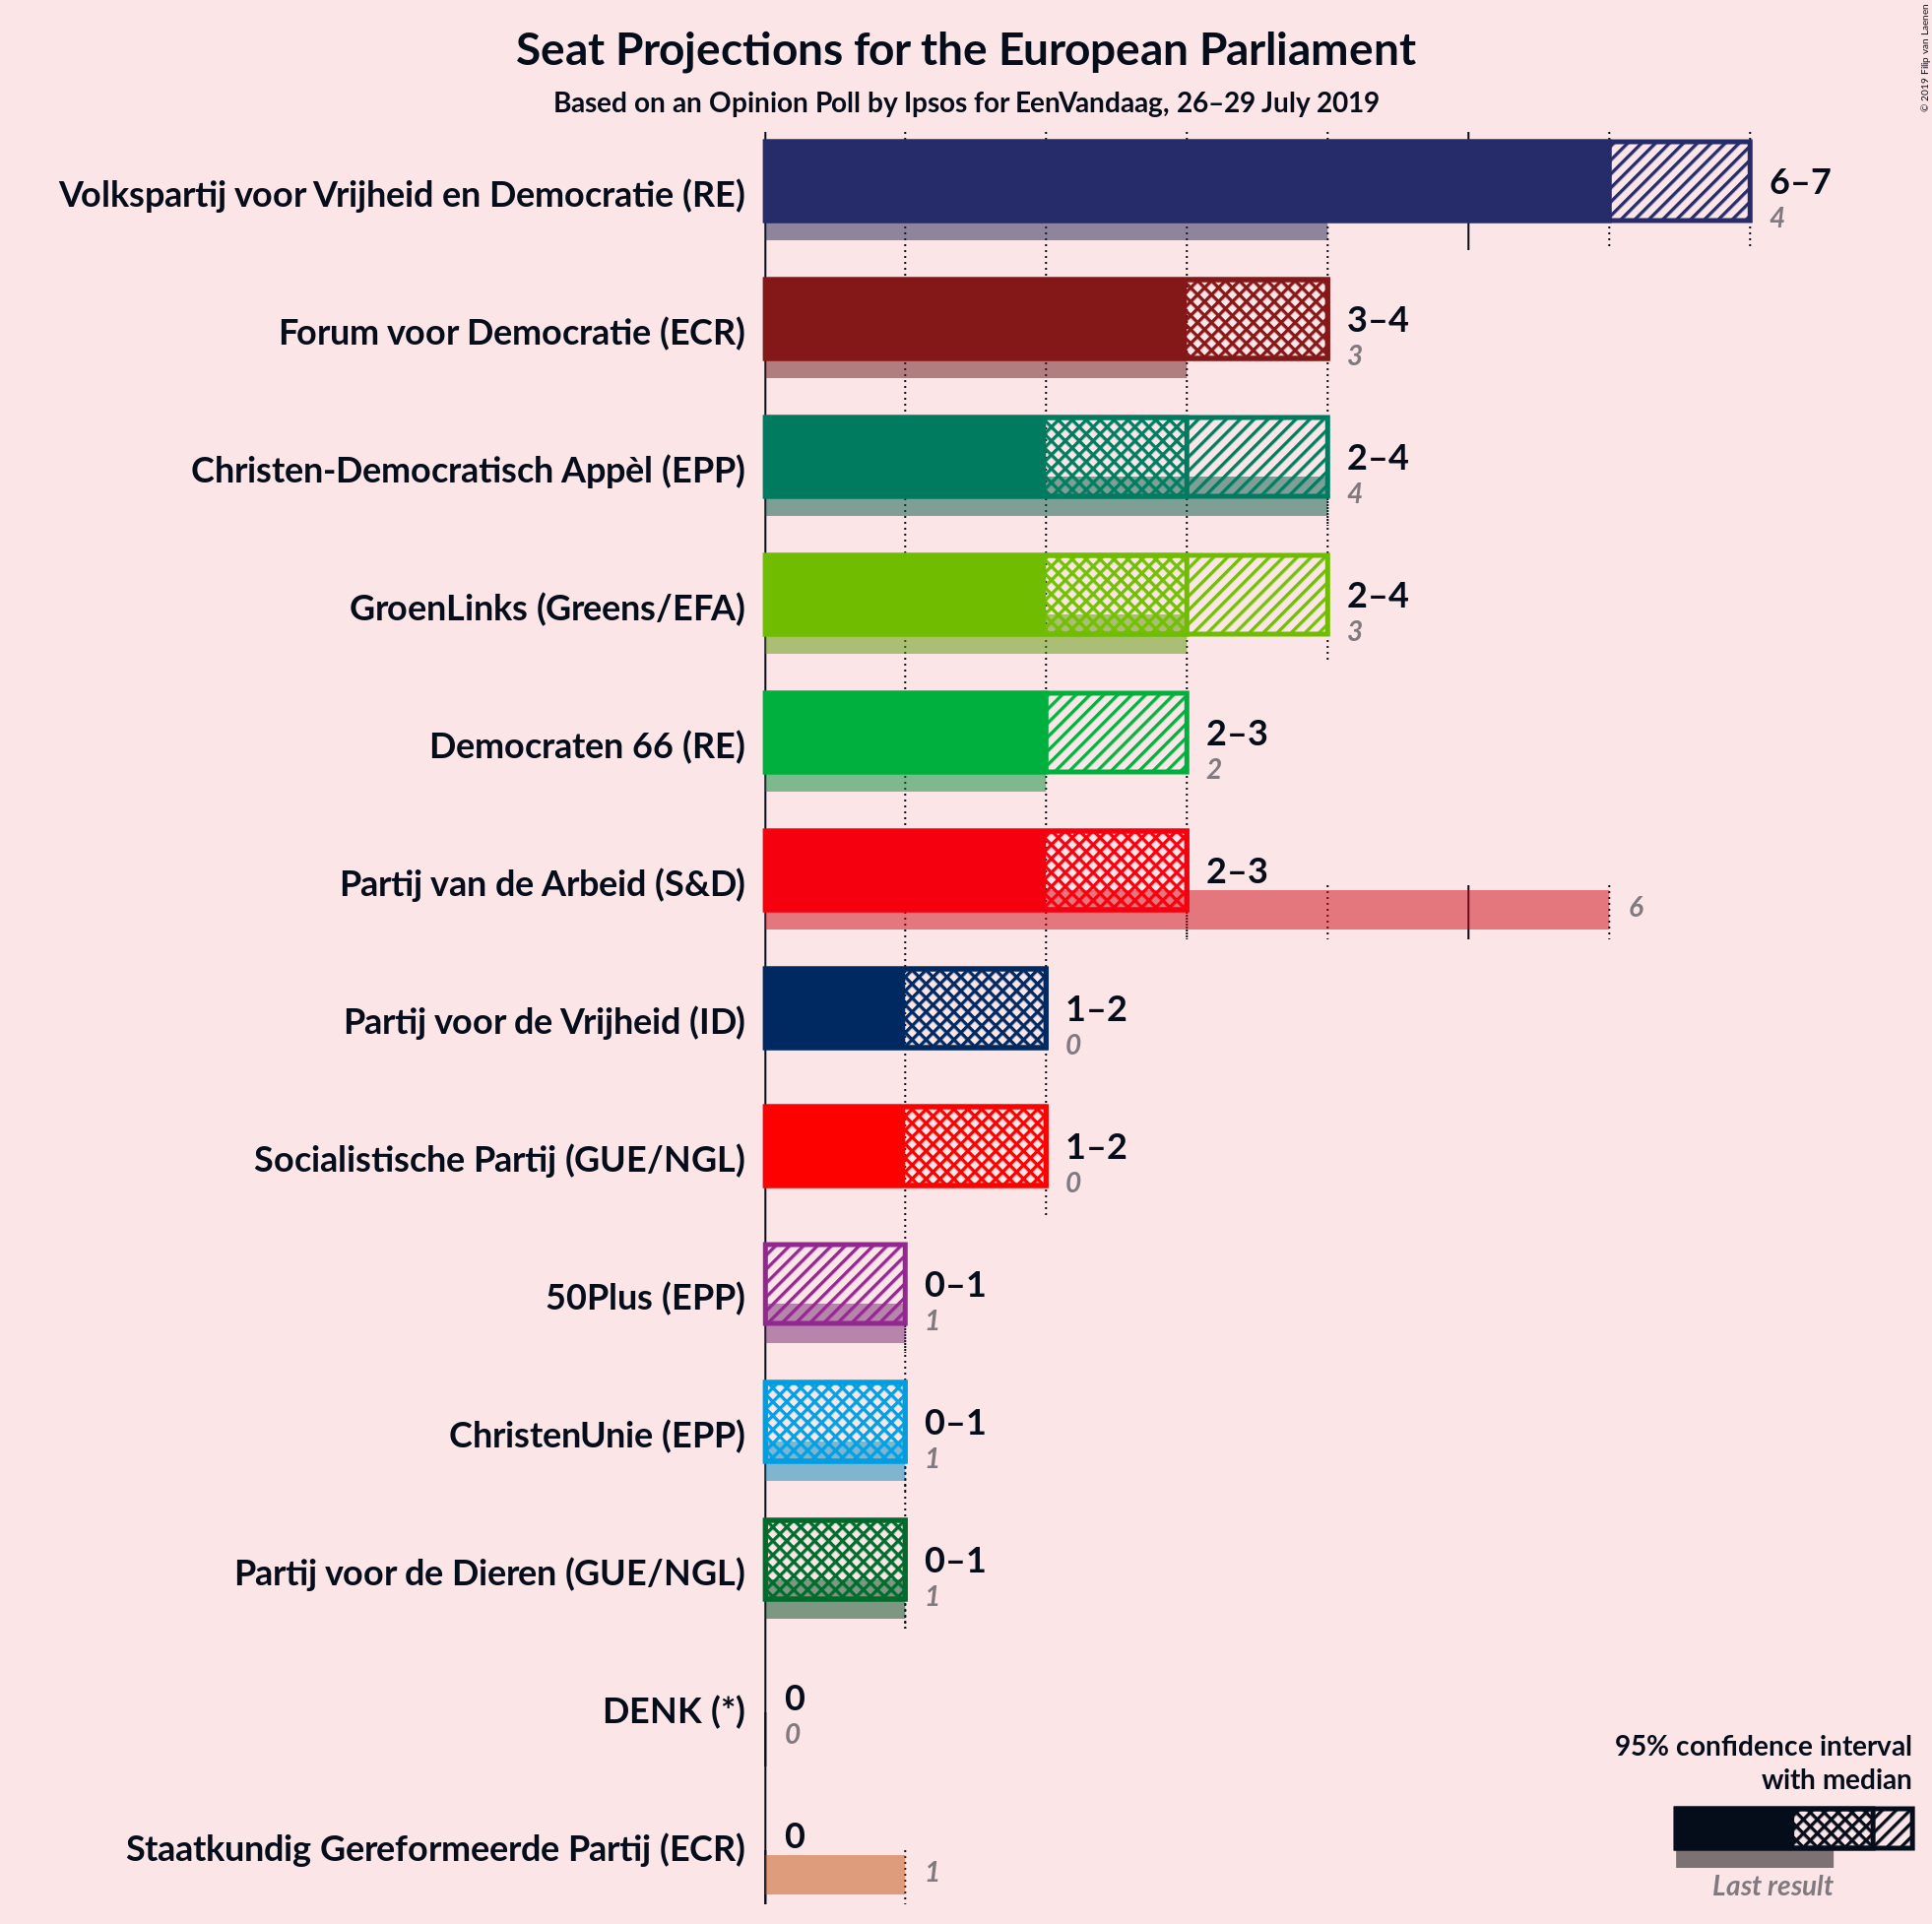 Seat Projections for the European Parliament
Based on an Opinion Poll by Ipsos for EenVandaag, 26–29 July 2019
© 2019 Filip van Laenen
Volkspartij voor Vrijheid en Democratie (RE)
6–7
4
Forum voor Democratie (ECR)
3–4
3
Christen-Democratisch Appèl (EPP)
2–4
4
GroenLinks (Greens/EFA)
2–4
3
Democraten 66 (RE)
2–3
2
Partij van de Arbeid (S&D)
2–3
6
Partij voor de Vrijheid (ID)
1–2
0
Socialistische Partij (GUE/NGL)
1–2
0
50Plus (EPP)
0–1
1
ChristenUnie (EPP)
0–1
1
Partij voor de Dieren (GUE/NGL)
0–1
1
DENK (*)
0
0
Staatkundig Gereformeerde Partij (ECR)
0
1
95% confidence interval
with median
Last result